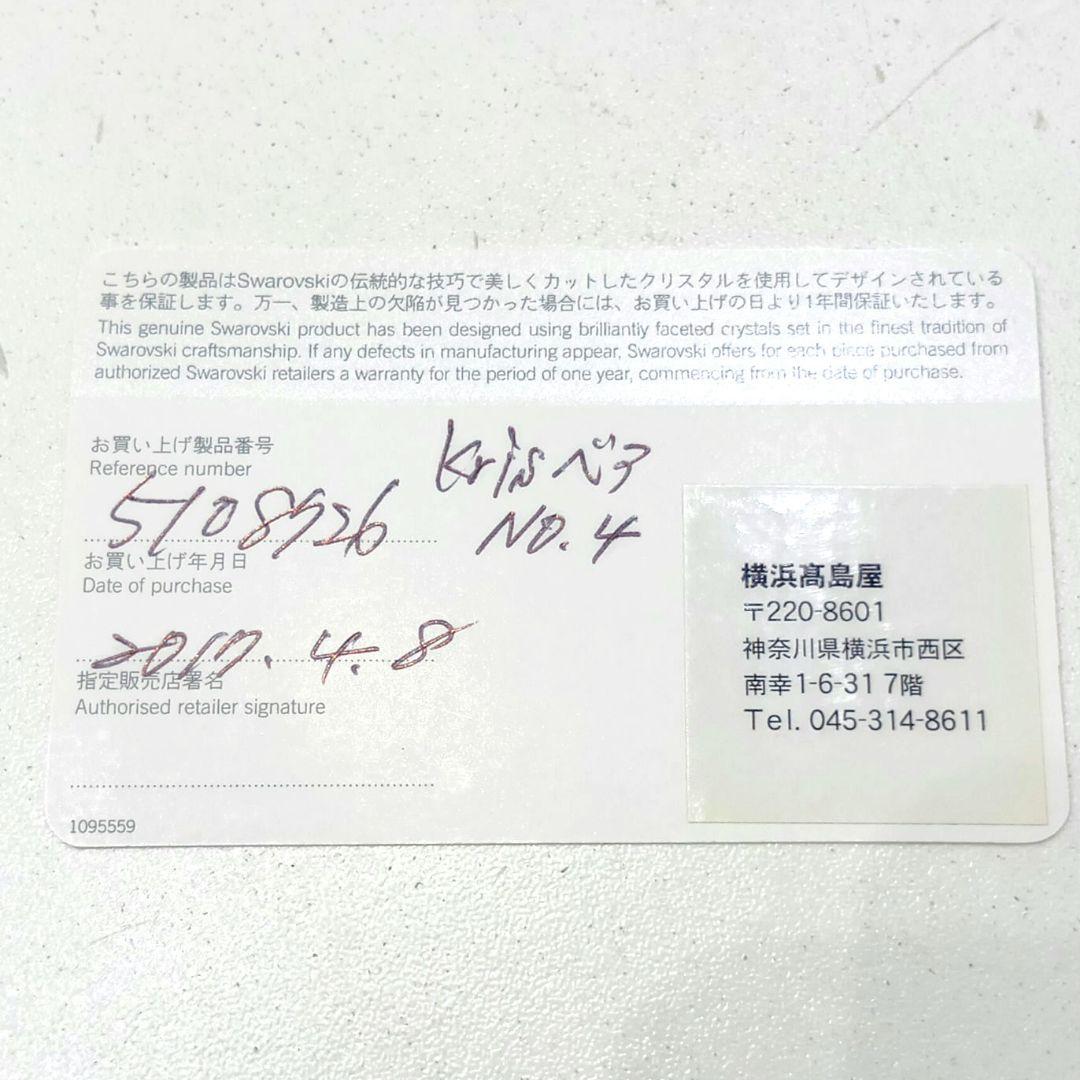 こちらの製品はSwarovskiの伝統的な技巧で美しくカットしたクリスタルを使用してデザインされている
事を保証します。万一、製造上の欠陥が見つかった場合には、お買い上げの日より1年間保証いたします。
This genuine Swarovski product has been designed using brilliantly faceted crystals set in the finest tradition of
Swarovski craftsmanship. If any defects in manufacturing appear, Swarovski offers for each piece purchased from
authorized Swarovski retailers a warranty for the period of one year, commencing from the date of purchase.
お買い上げ製品番号
Reference number
5108726
Kris ベア
NO.4
お買い上げ年月日
Date of purchase
2017.4.8
指定販売店署名
Authorised retailer signature
横浜髙島屋
〒220-8601
神奈川県横浜市西区
南幸1-6-31 7階
Tel. 045-314-8611
1095559